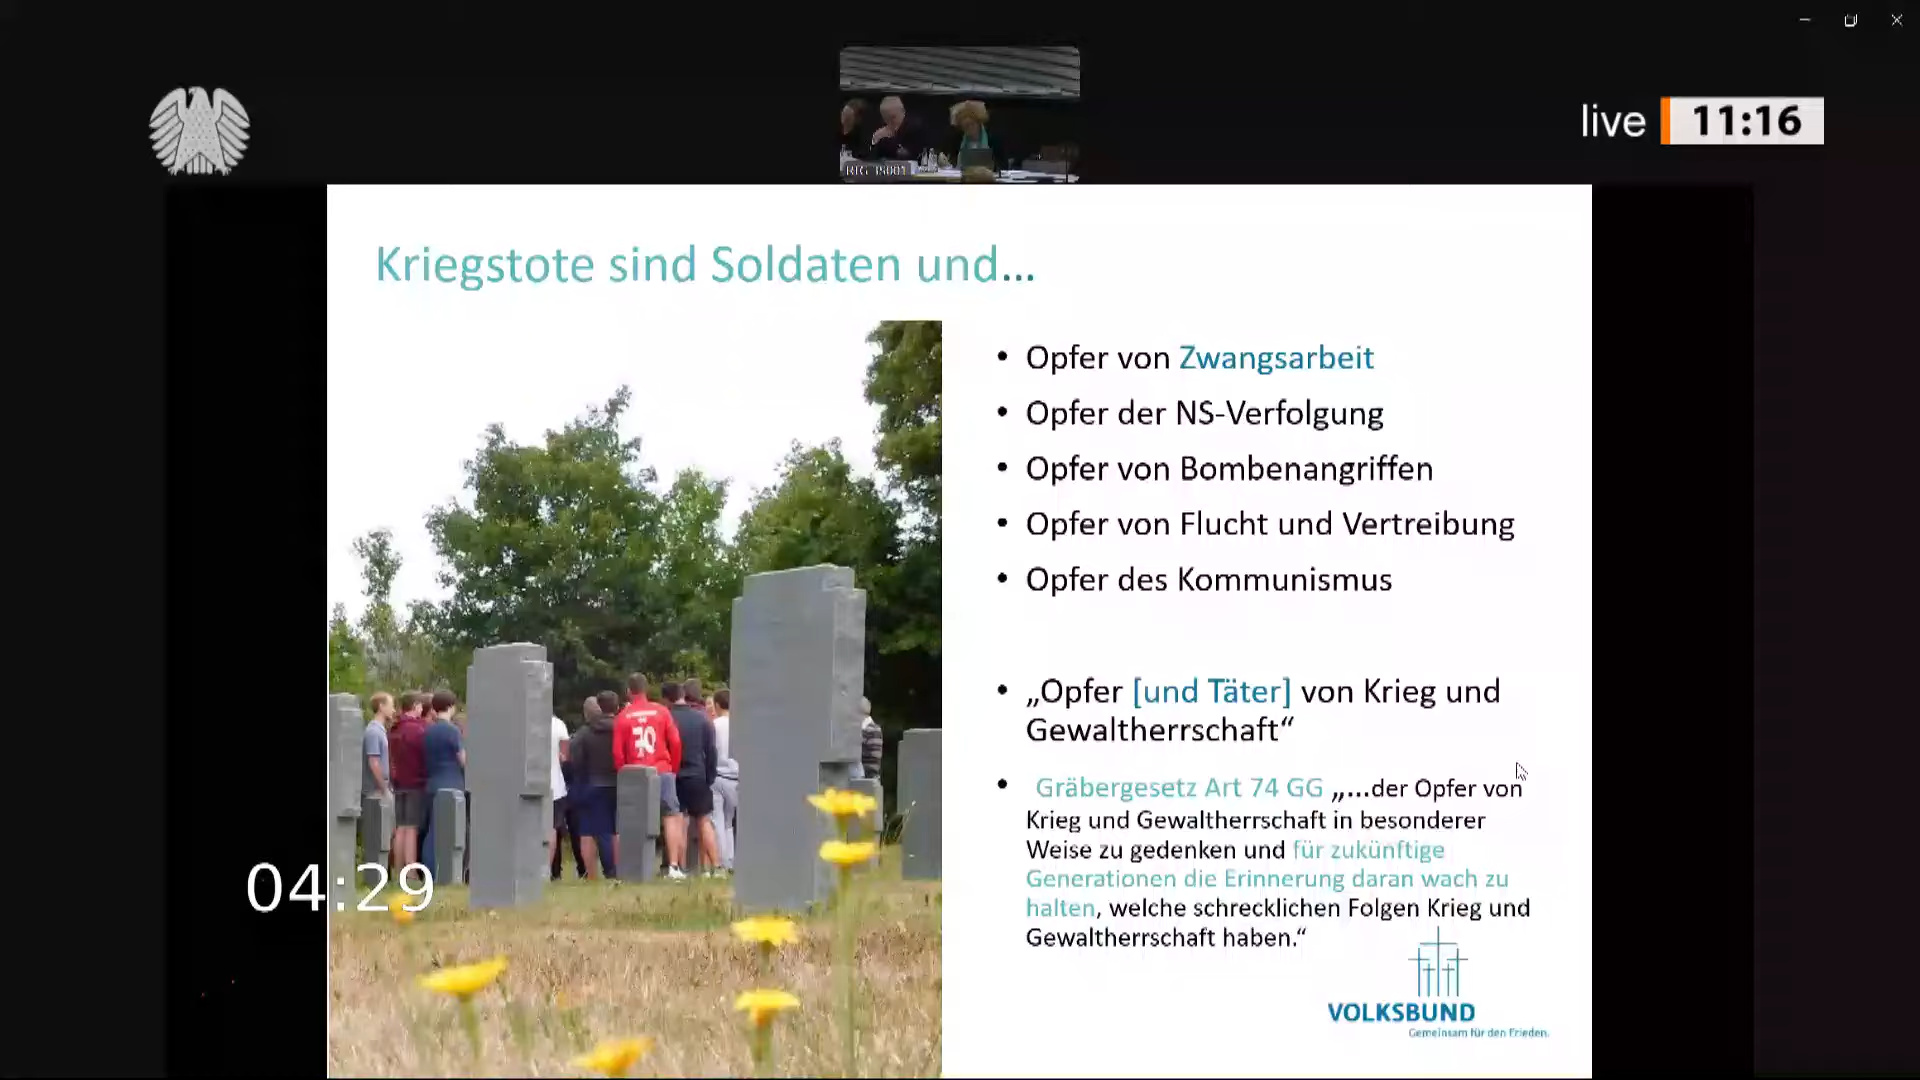 live 11:16
Kriegstote sind Soldaten und...
• Opfer von Zwangsarbeit
• Opfer der NS-Verfolgung
• Opfer von Bombenangriffen
• Opfer von Flucht und Vertreibung
• Opfer des Kommunismus
• „Opfer [und Täter] von Krieg und
Gewaltherrschaft“
• Gräbergesetz Art 74 GG „...der Opfer von
Krieg und Gewaltherrschaft in besonderer
Weise zu gedenken und für zukünftige
Generationen die Erinnerung daran wach zu
halten, welche schrecklichen Folgen Krieg und
Gewaltherrschaft haben.“
04:29
VOLKSBUND
Gemeinsam für den Frieden.